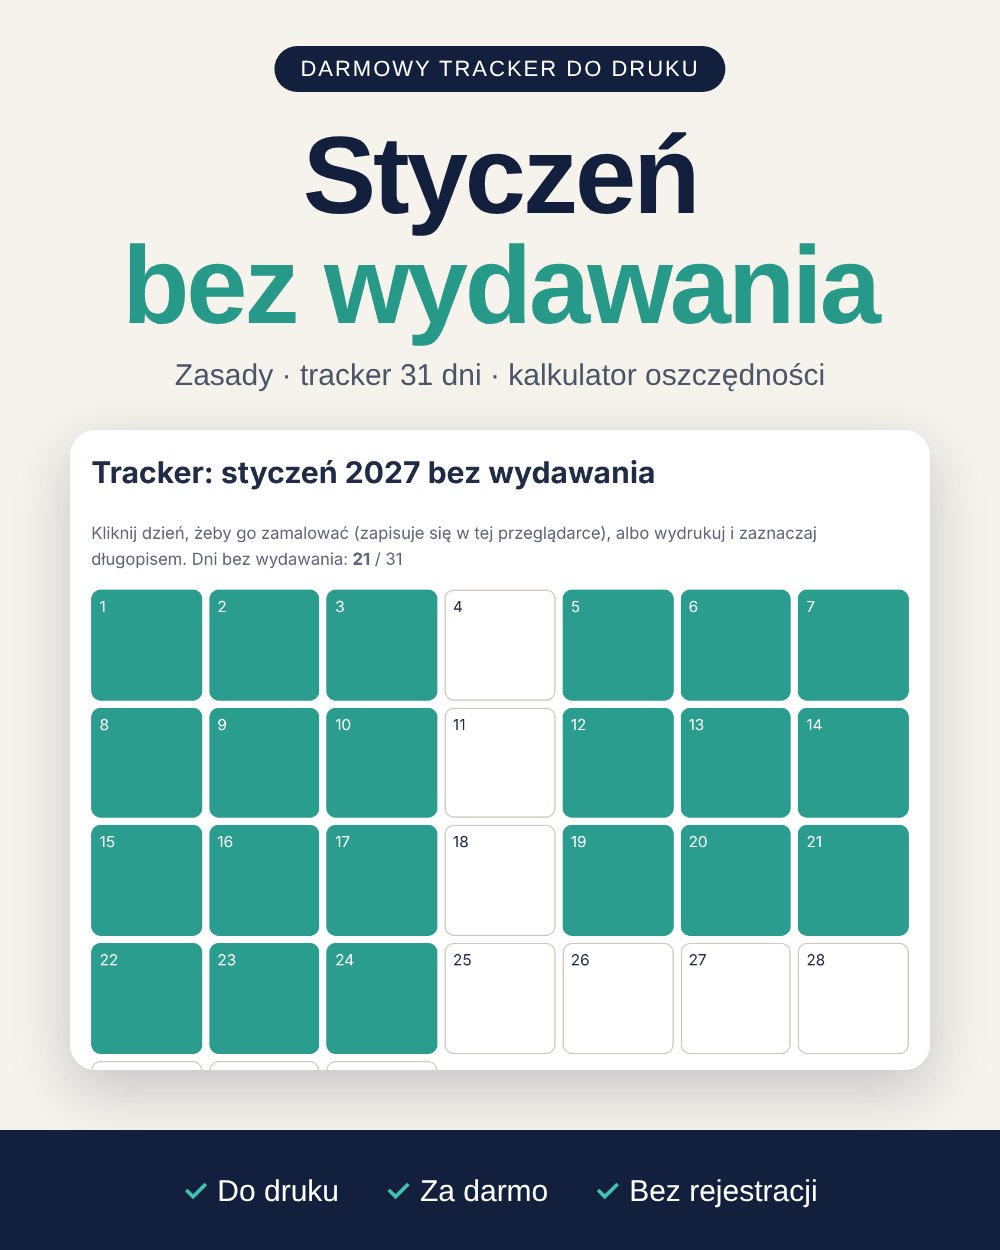 DARMOWY TRACKER DO DRUKU
Styczeń
bez wydawania
Zasady · tracker 31 dni · kalkulator oszczędności
Tracker: styczeń 2027 bez wydawania
Kliknij dzień, żeby go zamalować (zapisuje się w tej przeglądarce), albo wydrukuj i zaznaczaj
długopisem. Dni bez wydawania: 21 / 31
1 2 3 4 5 6 7
8 9 10 11 12 13 14
15 16 17 18 19 20 21
22 23 24 25 26 27 28
✓ Do druku ✓ Za darmo ✓ Bez rejestracji